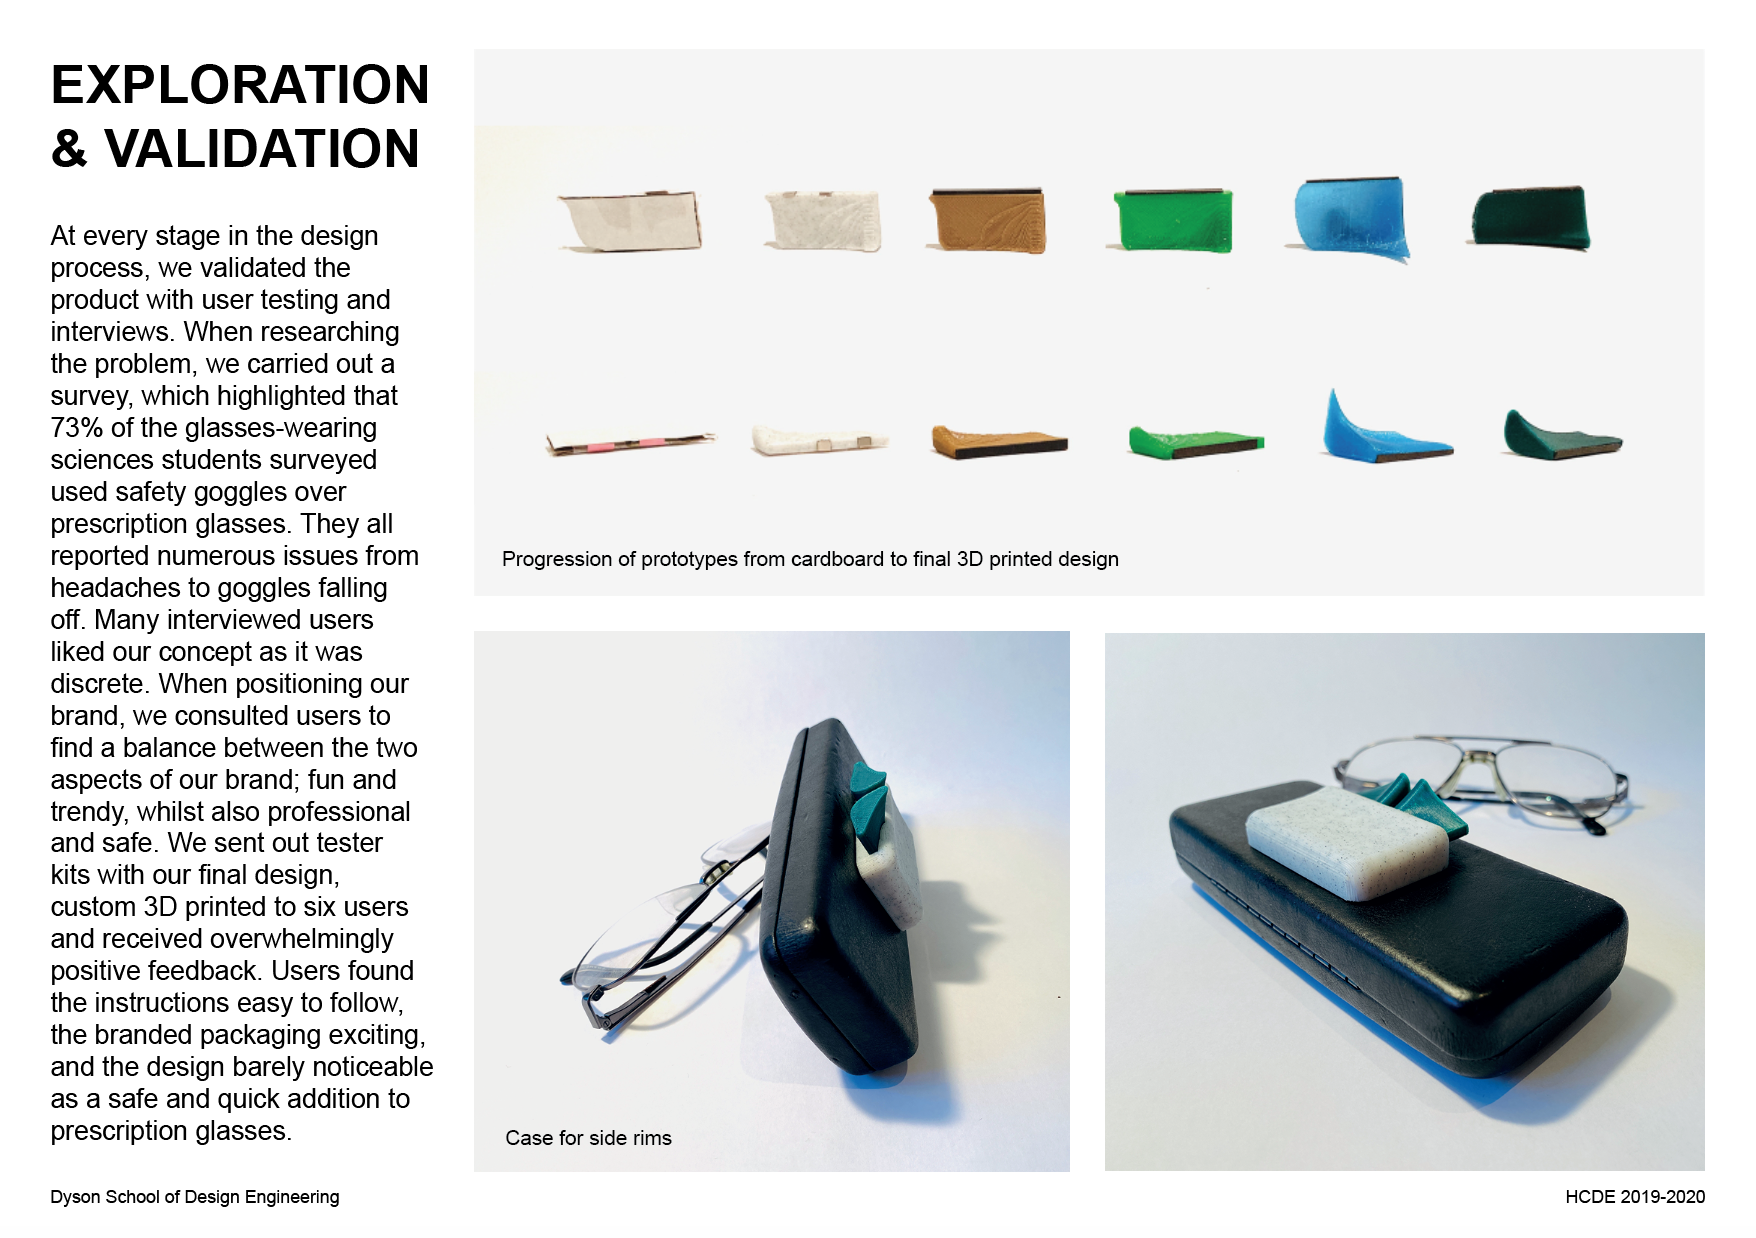 EXPLORATION
& VALIDATION
At every stage in the design
process, we validated the
product with user testing and
interviews. When researching
the problem, we carried out a
survey, which highlighted that
73% of the glasses-wearing
sciences students surveyed
used safety goggles over
prescription glasses. They all
reported numerous issues from
headaches to goggles falling
off. Many interviewed users
liked our concept as it was
discrete. When positioning our
brand, we consulted users to
find a balance between the two
aspects of our brand; fun and
trendy, whilst also professional
and safe. We sent out tester
kits with our final design,
custom 3D printed to six users
and received overwhelmingly
positive feedback. Users found
the instructions easy to follow,
the branded packaging exciting,
and the design barely noticeable
as a safe and quick addition to
prescription glasses.
Progression of prototypes from cardboard to final 3D printed design
Case for side rims
Dyson School of Design Engineering
HCDE 2019-2020